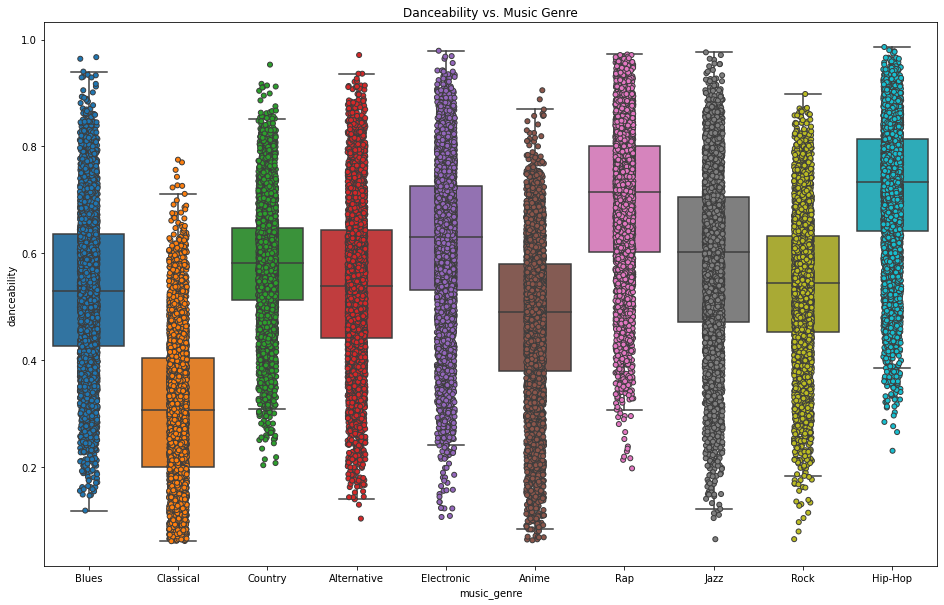 Danceability vs. Music Genre
danceability
1.0
0.8
0.6
0.4
0.2
Blues Classical Country Alternative Electronic Anime Rap Jazz Rock Hip-Hop
music_genre